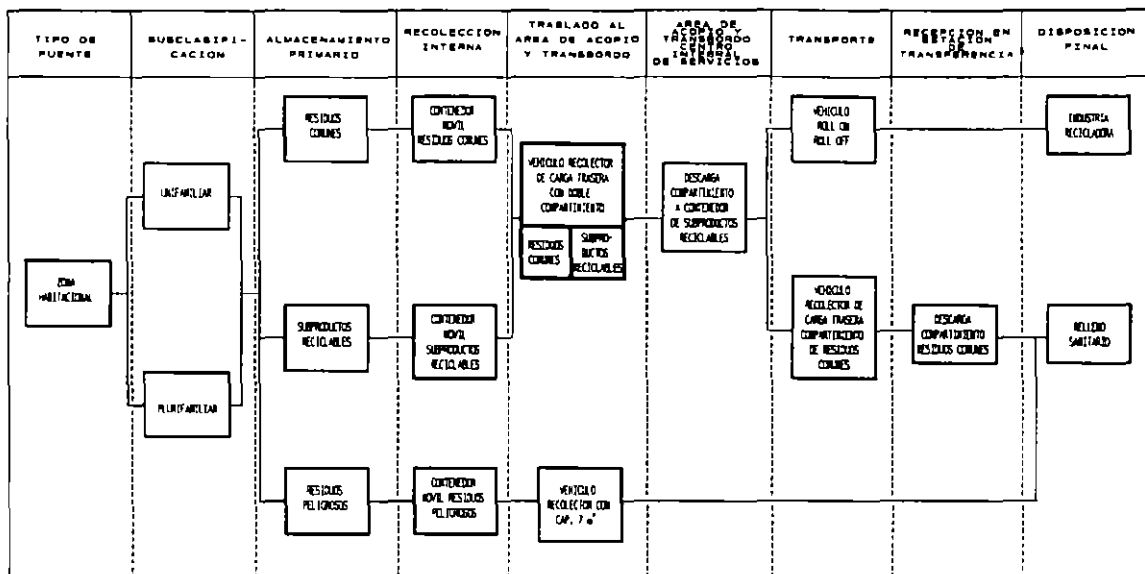 TIPO DE
FUENTE
SUBCLASIFI-
CACION
ALMACENAMIENTO
PRIMARIO
RECOLECCION
INTERNA
TRASLADO AL
AREA DE ACOPIO
Y TRANSBORDO
AREA DE
ACOPIO Y
TRANSBORDO
CENTRO
INTEGRAL
DE SERVICIOS
TRANSPORTE
RECEPCION EN
ESTACION
DE
TRANSFERENCIA
DISPOSICION
FINAL
ZONA
HABITACIONAL
UNIFAMILIAR
PLURIFAMILIAR
RESIDUOS
COMUNES
SUBPRODUCTOS
RECICLABLES
RESIDUOS
PELIGROSOS
CONTENEDOR
MOVIL
RESIDUOS COMUNES
CONTENEDOR
MOVIL
SUBPRODUCTOS
RECICLABLES
CONTENEDOR
MOVIL RESIDUOS
PELIGROSOS
VEHICULO RECOLECTOR
DE CARGA TRASERA
CON DOBLE
COMPARTIMIENTO
RESIDUOS
COMUNES
SUBPRO-
DUCTOS
RECICLABLES
VEHICULO
RECOLECTOR CON
CAP. 7 m³
DESCARGA
COMPARTIMIENTO
A CONTENEDOR
DE SUBPRODUCTOS
RECICLABLES
VEHICULO
ROLL ON
ROLL OFF
VEHICULO
RECOLECTOR DE
CARGA TRASERA
COMPARTIMIENTO
DE RESIDUOS
COMUNES
DESCARGA
COMPARTIMIENTO
RESIDUOS COMUNES
INDUSTRIA
RECICLADORA
RELLENO
SANITARIO